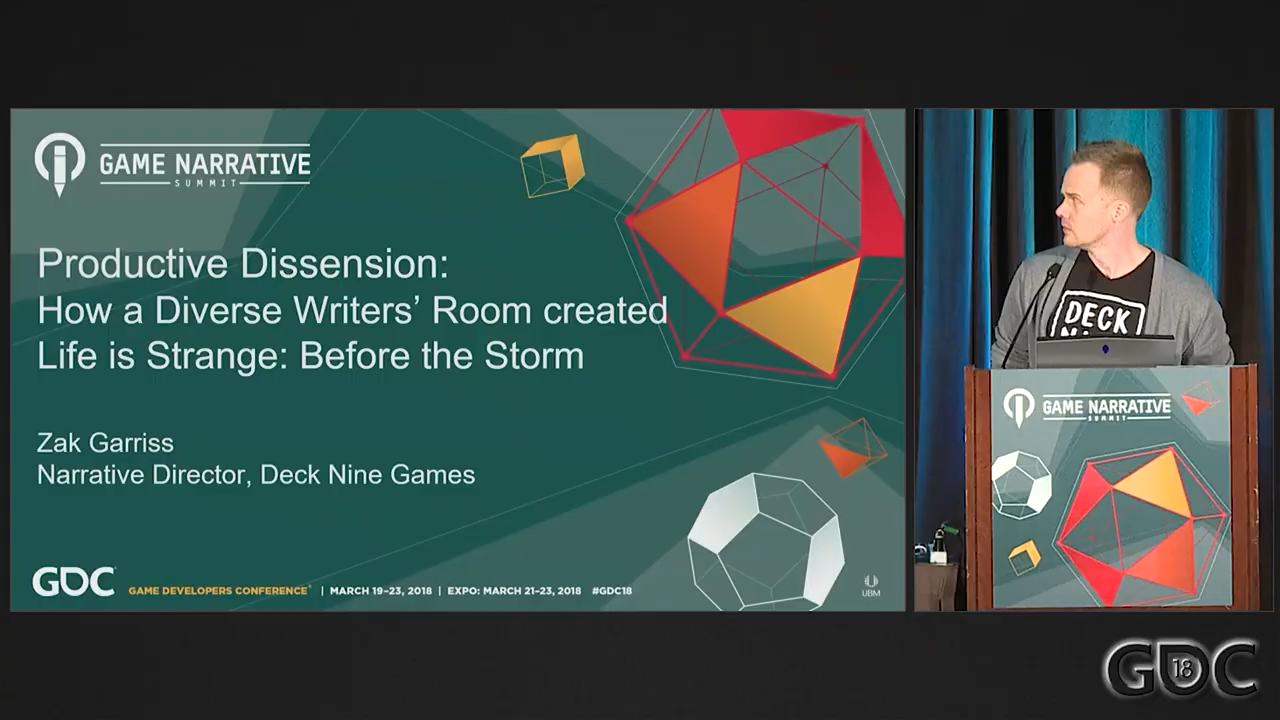 GAME NARRATIVE
SUMMIT
Productive Dissension:
How a Diverse Writers’ Room created
Life is Strange: Before the Storm
Zak Garriss
Narrative Director, Deck Nine Games
GDC GAME DEVELOPERS CONFERENCE® | MARCH 19–23, 2018 | EXPO: MARCH 21–23, 2018 #GDC18
UBM
DECK
GAME NARRATIVE
SUMMIT
GDC 18